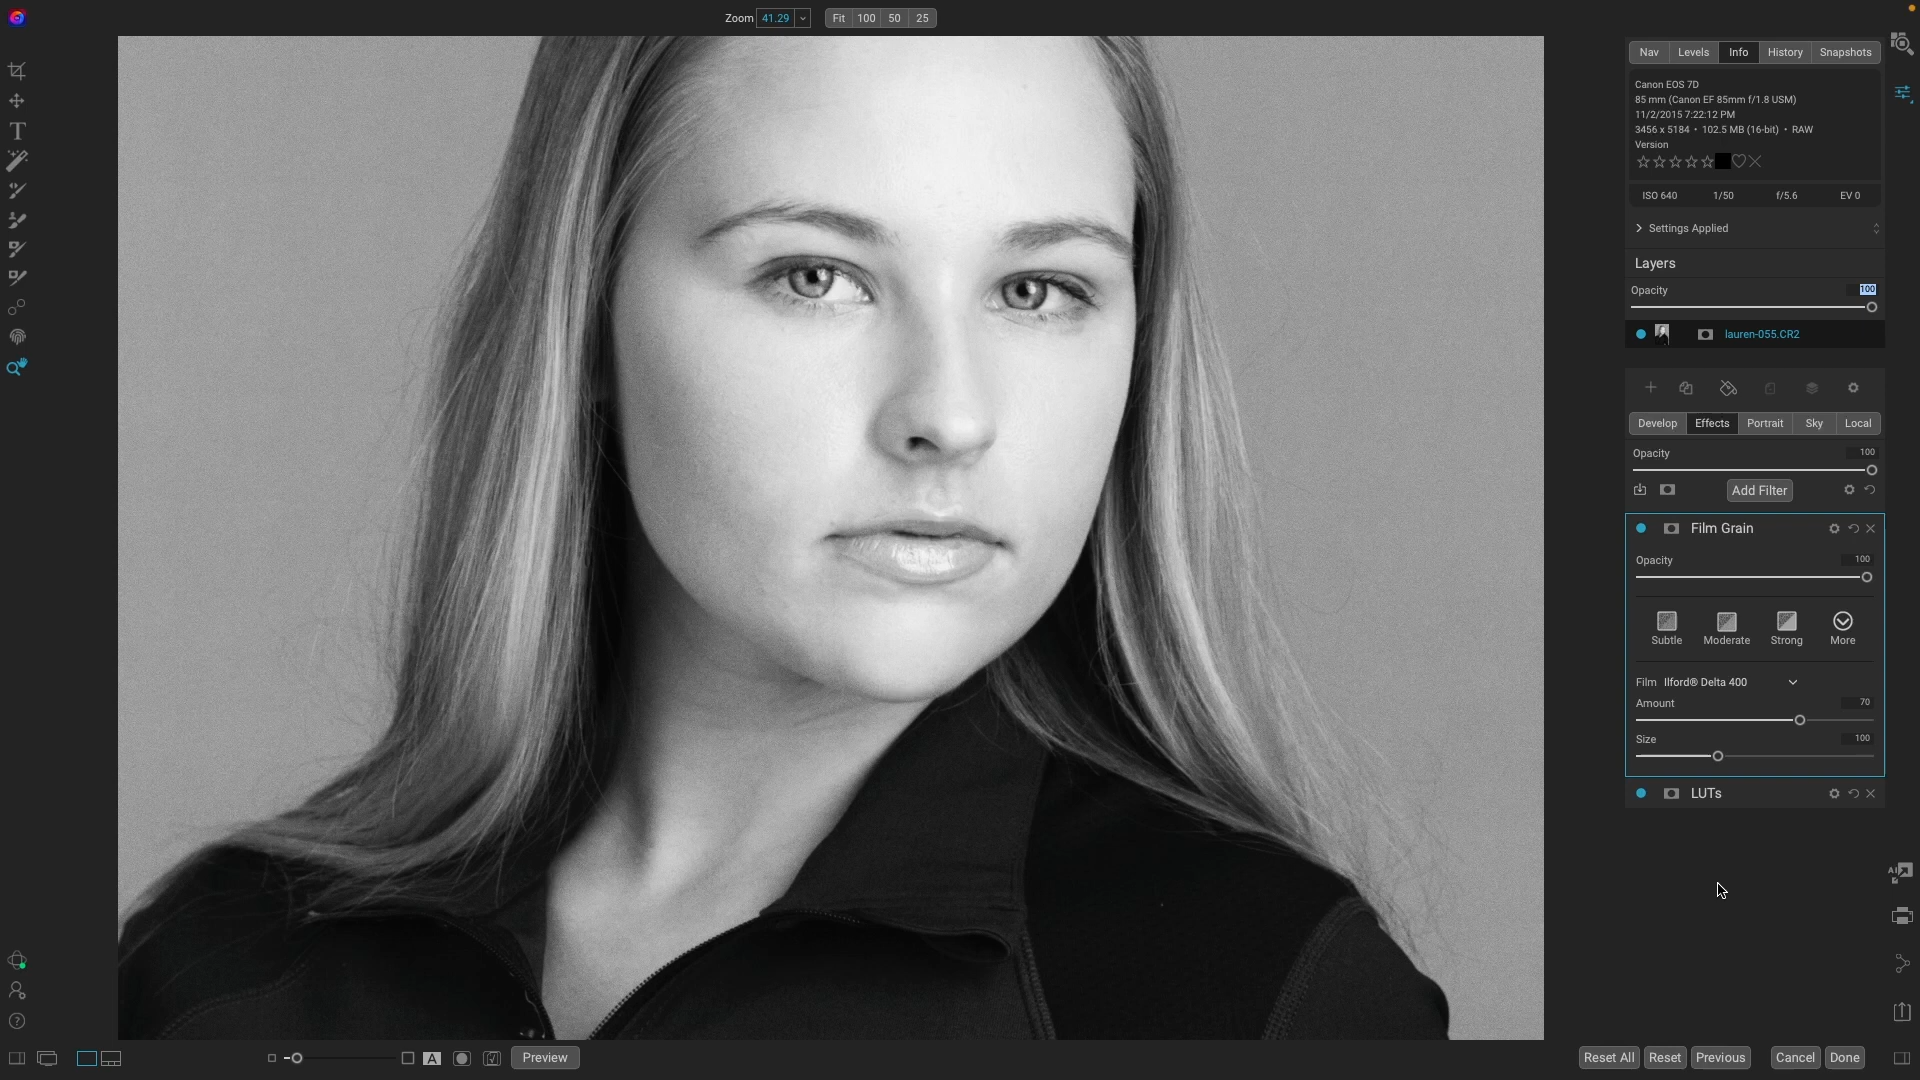 Zoom 41.29 Fit 100 50 25
Nav Levels Info History Snapshots
Canon EOS 7D
85 mm (Canon EF 85mm f/1.8 USM)
11/2/2015 7:22:12 PM
3456 x 5184 • 102.5 MB (16-bit) • RAW
Version
ISO 640 1/50 f/5.6 EV 0
Settings Applied
Layers
Opacity 100
lauren-055.CR2
Develop Effects Portrait Sky Local
Opacity 100
Add Filter
Film Grain
Opacity 100
Subtle Moderate Strong More
Film Ilford® Delta 400
Amount 70
Size 100
LUTs
AI
T
?
A Preview
Reset All Reset Previous Cancel Done